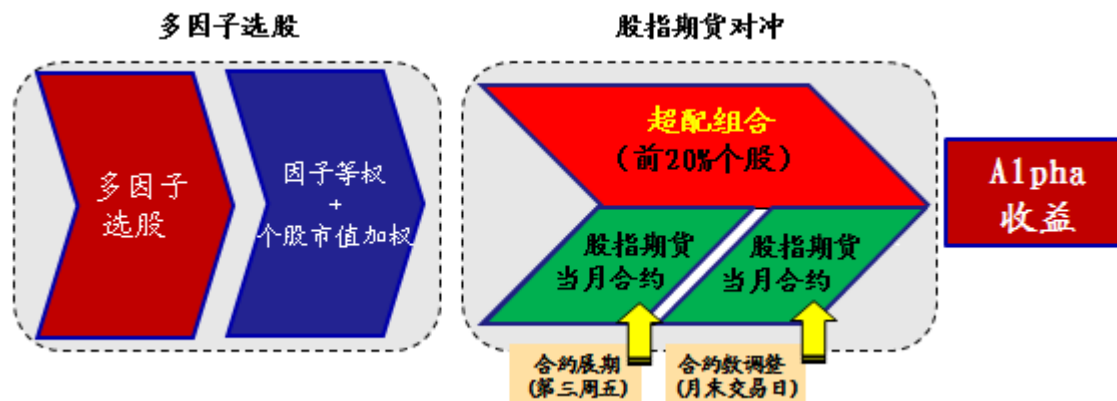 多因子选股
股指期货对冲
多因子
选股
因子等权
+
个股市值加权
超配组合
（前20%个股）
股指期货
当月合约
股指期货
当月合约
合约展期
(第三周五)
合约数调整
(月末交易日)
Alpha
收益